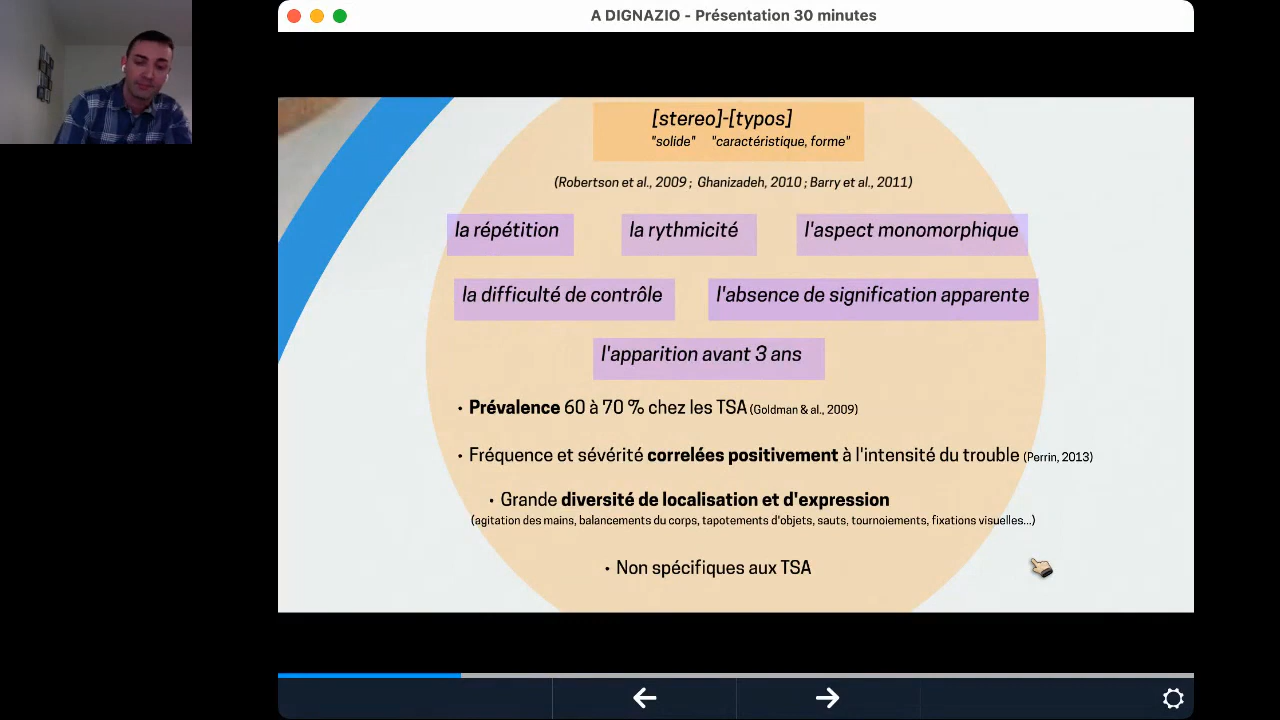 A DIGNAZIO - Présentation 30 minutes
[stereo]-[typos]
"solide" "caractéristique, forme"
(Robertson et al., 2009 ; Ghanizadeh, 2010 ; Barry et al., 2011)
la répétition la rythmicité l'aspect monomorphique
la difficulté de contrôle l'absence de signification apparente
l'apparition avant 3 ans
• Prévalence 60 à 70 % chez les TSA (Goldman & al., 2009)
• Fréquence et sévérité correlées positivement à l'intensité du trouble (Perrin, 2013)
• Grande diversité de localisation et d'expression
(agitation des mains, balancements du corps, tapotements d'objets, sauts, tournoiements, fixations visuelles...)
• Non spécifiques aux TSA